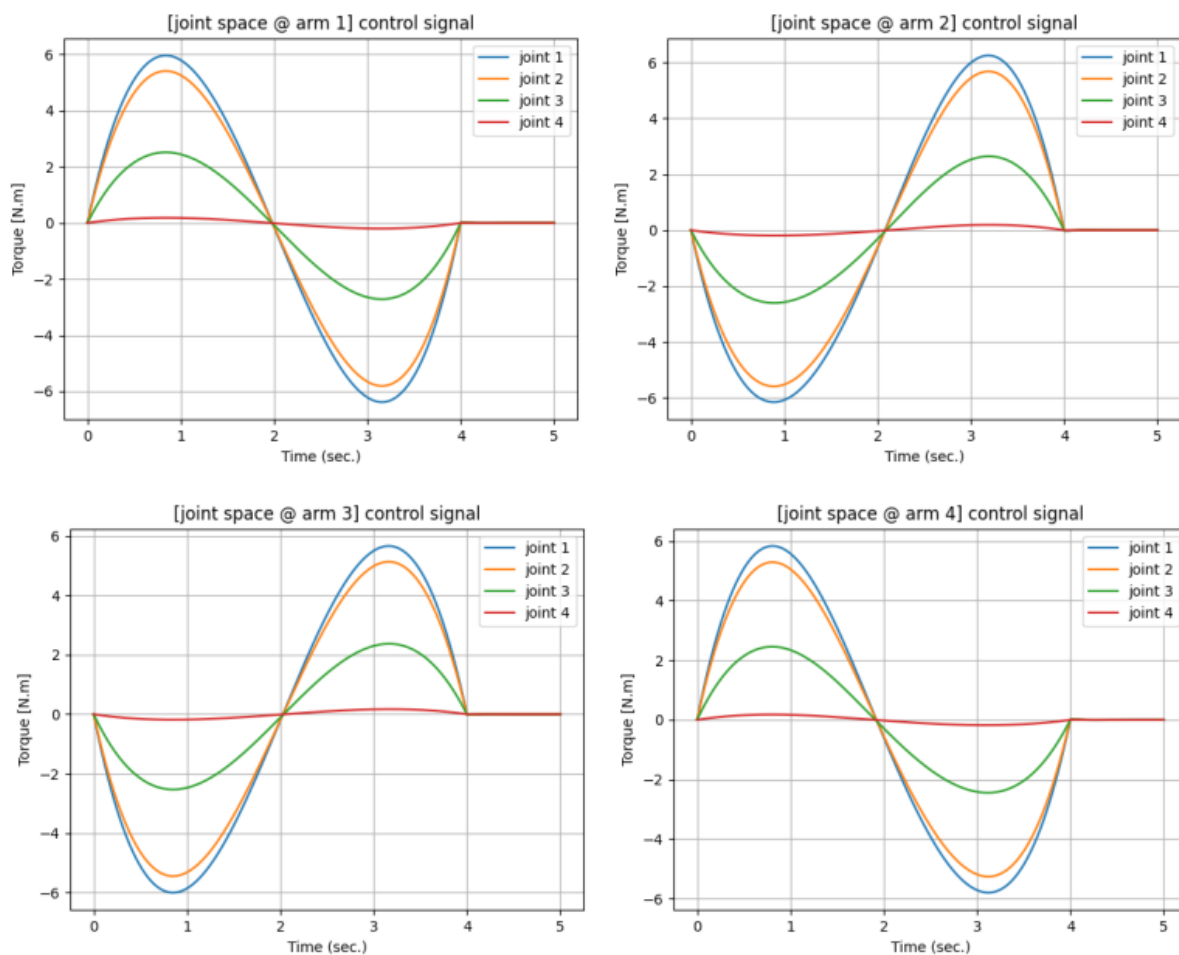 [joint space @ arm 1] control signal
6
4
2
0
−2
−4
−6
Torque [N.m]
joint 1
joint 2
joint 3
joint 4
0 1 2 3 4 5
Time (sec.)
[joint space @ arm 2] control signal
6
4
2
0
−2
−4
−6
Torque [N.m]
joint 1
joint 2
joint 3
joint 4
0 1 2 3 4 5
Time (sec.)
[joint space @ arm 3] control signal
6
4
2
0
−2
−4
−6
Torque [N.m]
joint 1
joint 2
joint 3
joint 4
0 1 2 3 4 5
Time (sec.)
[joint space @ arm 4] control signal
6
4
2
0
−2
−4
−6
Torque [N.m]
joint 1
joint 2
joint 3
joint 4
0 1 2 3 4 5
Time (sec.)